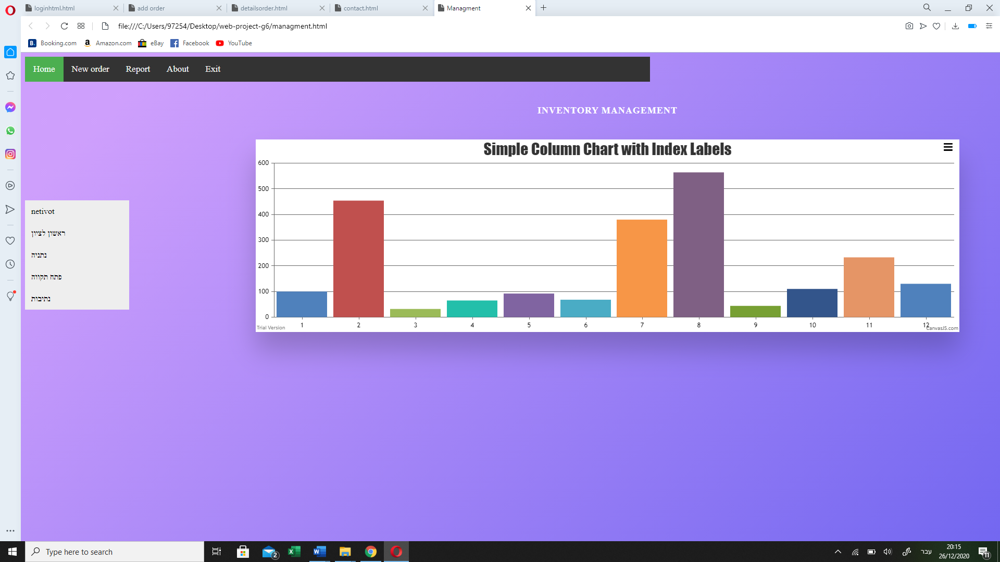 loginhtml.html
add order
detailsorder.html
contact.html
Managment
file:///C:/Users/97254/Desktop/web-project-g6/managment.html
B. Booking.com
a Amazon.com
eBay
Facebook
YouTube
Home New order Report About Exit
INVENTORY MANAGEMENT
Simple Column Chart with Index Labels
600
500
400
300
200
100
0
1 2 3 4 5 6 7 8 9 10 11 12
Trial Version
CanvasJS.com
netivot
ראשון לציון
נתניה
פתח תקווה
נתיבות
Type here to search
2
עבר
20:15
26/12/2020
11